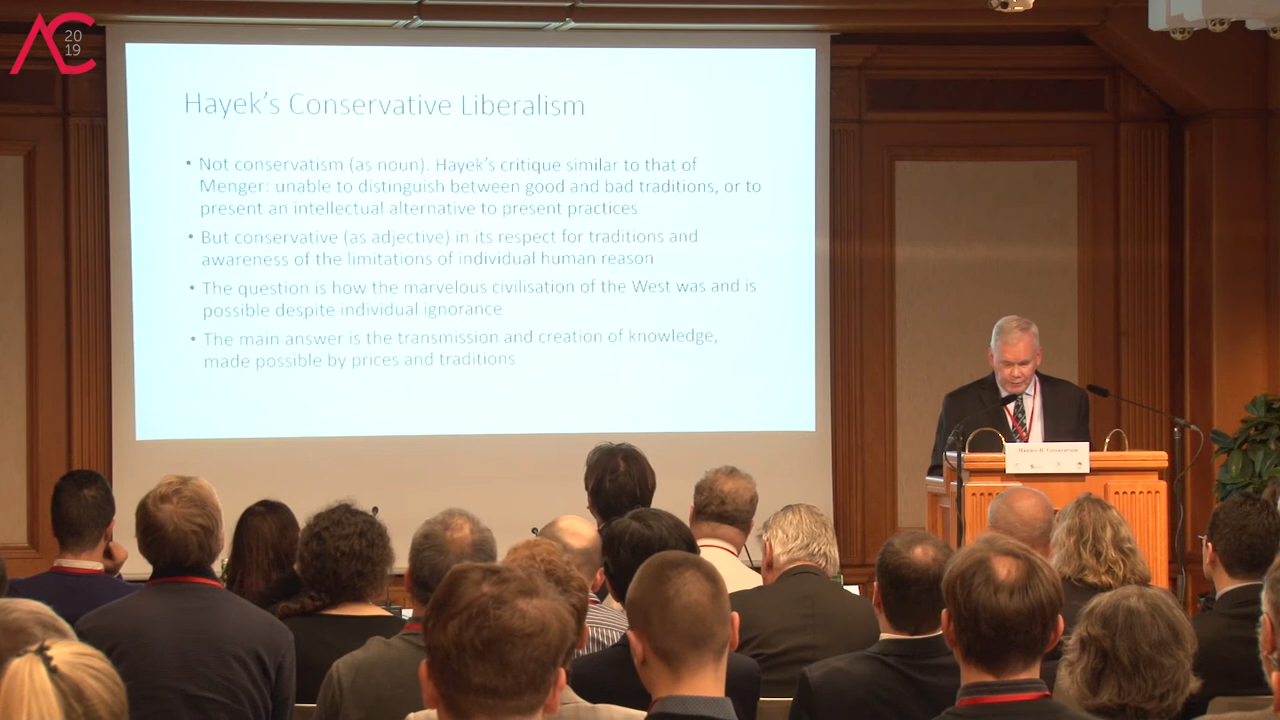 AC
20
19
Hayek's Conservative Liberalism
• Not conservatism (as noun). Hayek's critique similar to that of
Menger: unable to distinguish between good and bad traditions, or to
present an intellectual alternative to present practices
• But conservative (as adjective) in its respect for traditions and
awareness of the limitations of individual human reason
• The question is how the marvelous civilisation of the West was and is
possible despite individual ignorance
• The main answer is the transmission and creation of knowledge,
made possible by prices and traditions
Hannes H. Gissurarson